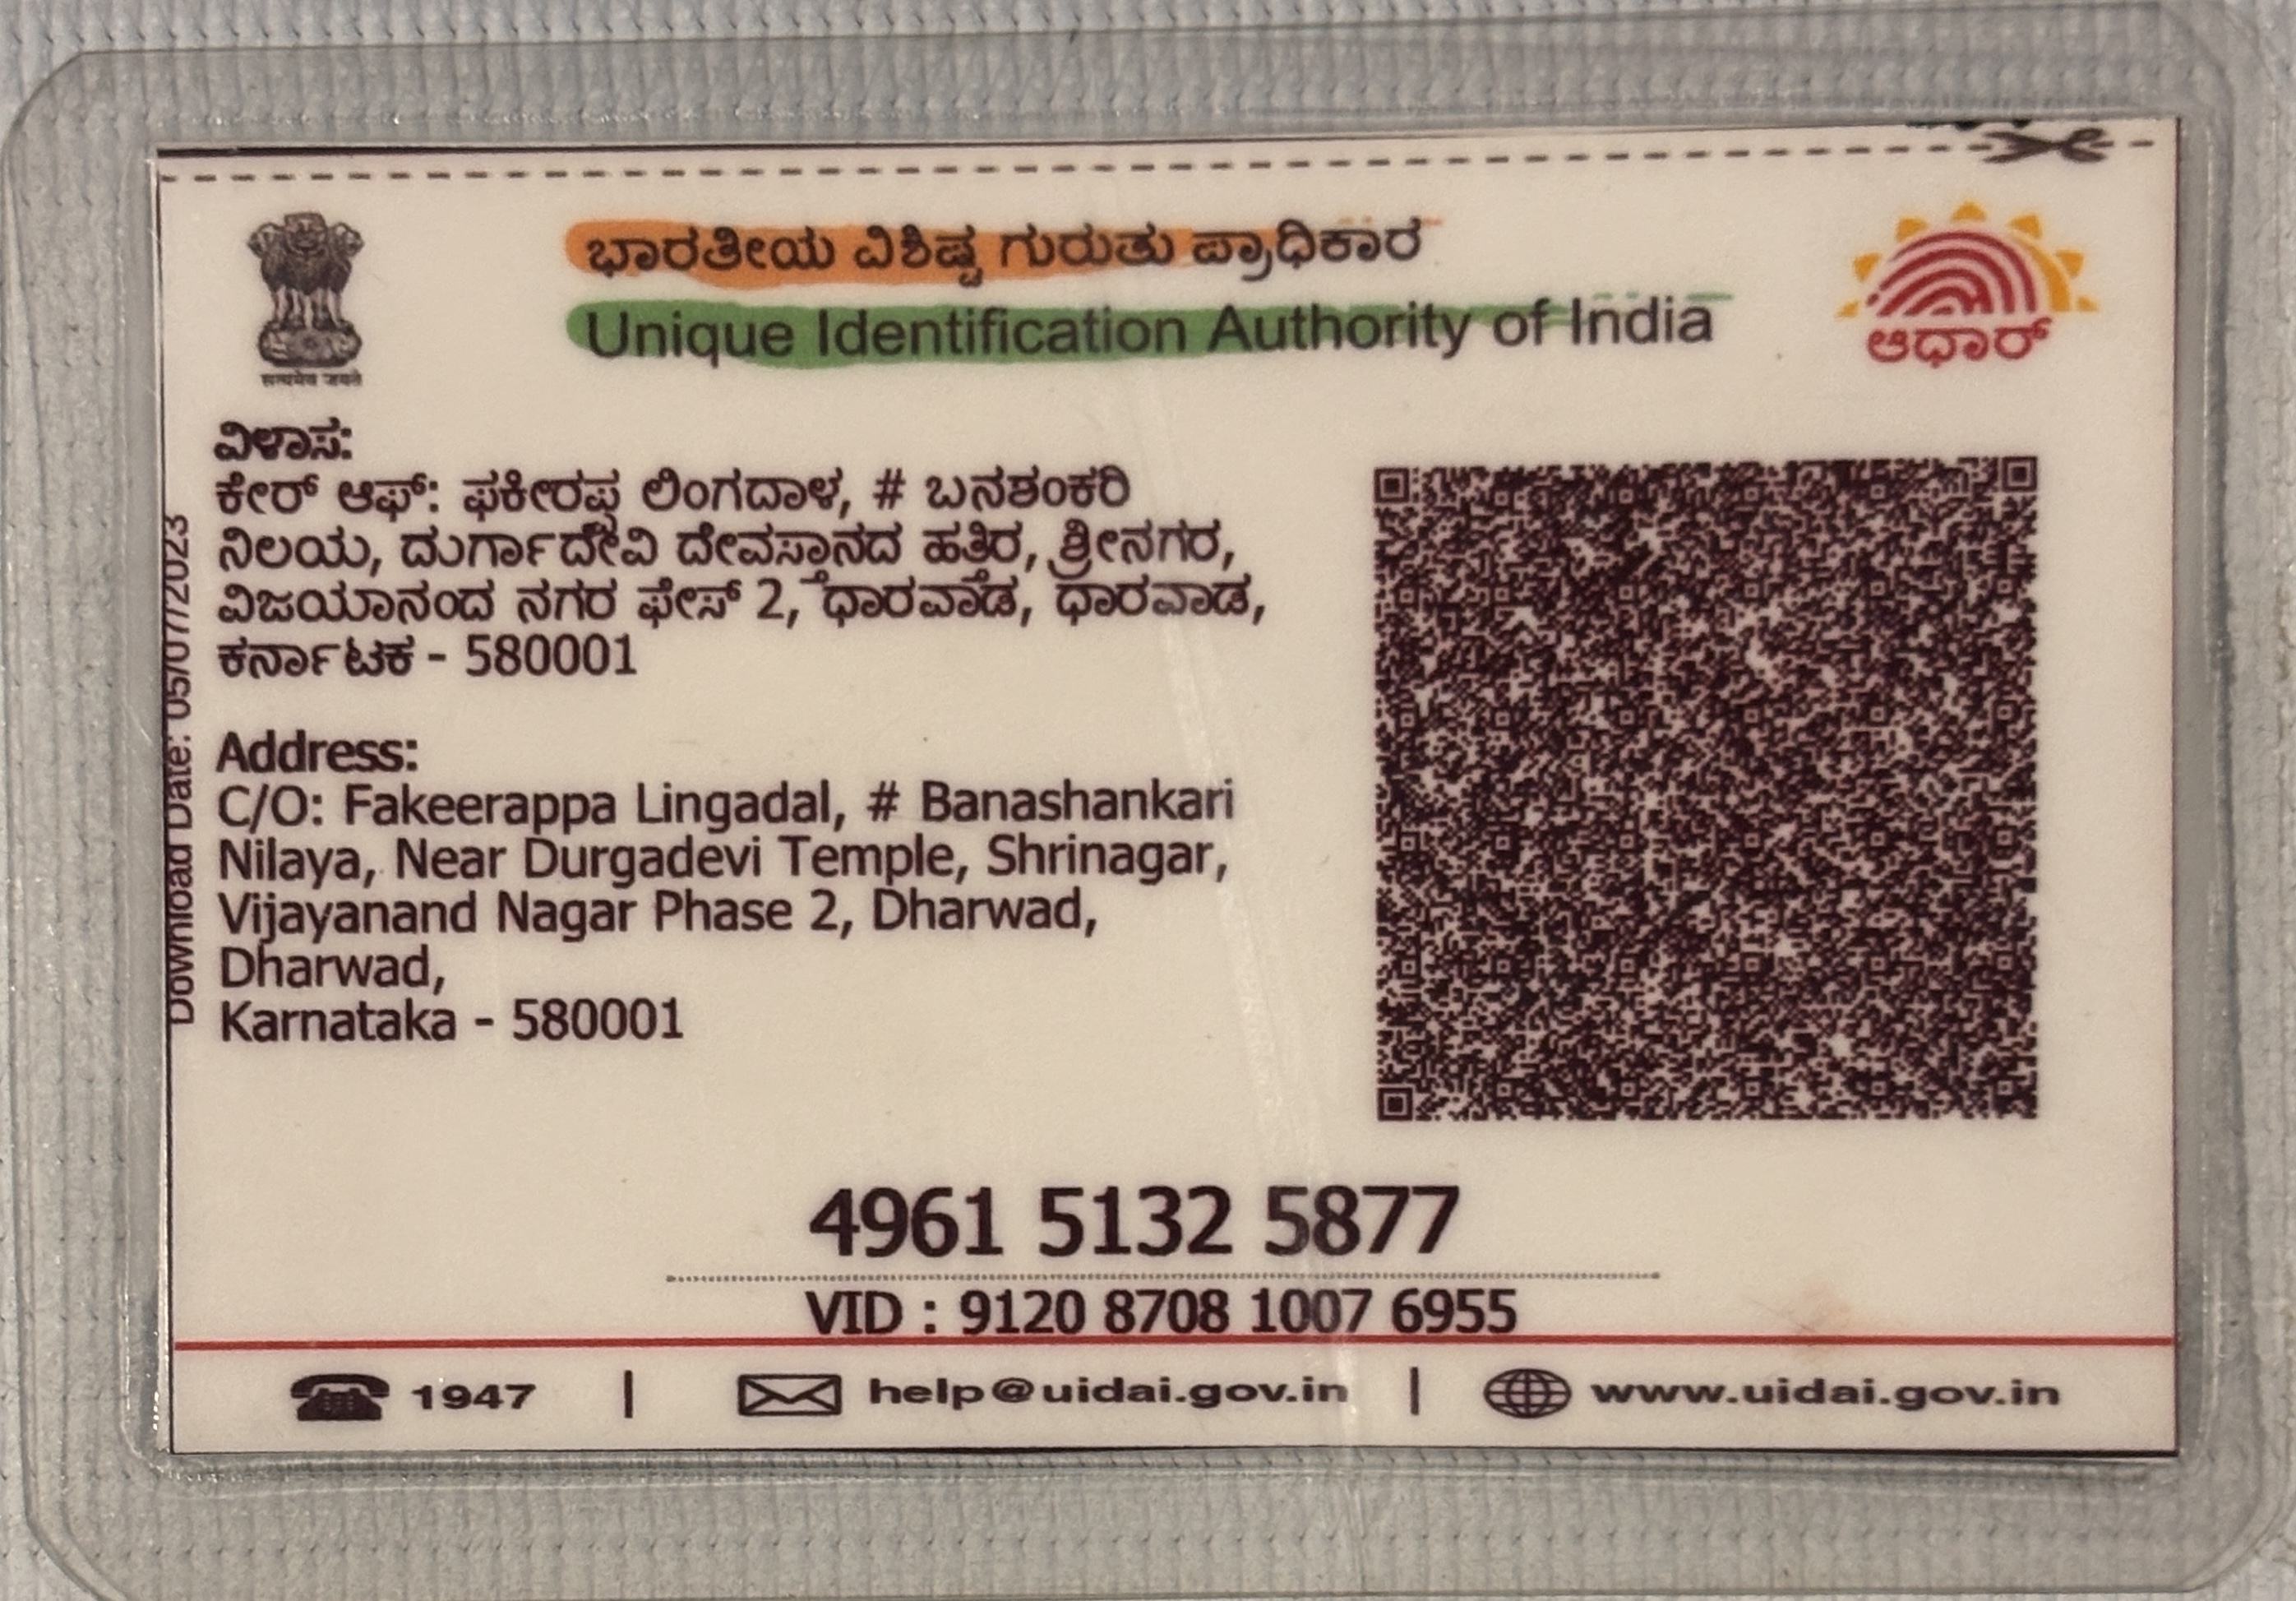 ಭಾರತೀಯ ವಿಶಿಷ್ಟ ಗುರುತು ಪ್ರಾಧಿಕಾರ
Unique Identification Authority of India
सत्यमेव जयते
ಆಧಾರ್
ವಿಳಾಸ:
ಕೇರ್ ಆಫ್: ಫಕೀರಪ್ಪ ಲಿಂಗದಾಳ, # ಬನಶಂಕರಿ
ನಿಲಯ, ದುರ್ಗಾದೇವಿ ದೇವಸ್ತಾನದ ಹತ್ತಿರ, ಶ್ರೀನಗರ,
ವಿಜಯಾನಂದ ನಗರ ಫೇಸ್ 2, ಧಾರವಾಡ, ಧಾರವಾಡ,
ಕರ್ನಾಟಕ - 580001
Download Date: 05/07/2023
Address:
C/O: Fakeerappa Lingadal, # Banashankari
Nilaya, Near Durgadevi Temple, Shrinagar,
Vijayanand Nagar Phase 2, Dharwad,
Dharwad,
Karnataka - 580001
4961 5132 5877
VID : 9120 8708 1007 6955
1947 | help@uidai.gov.in | www.uidai.gov.in